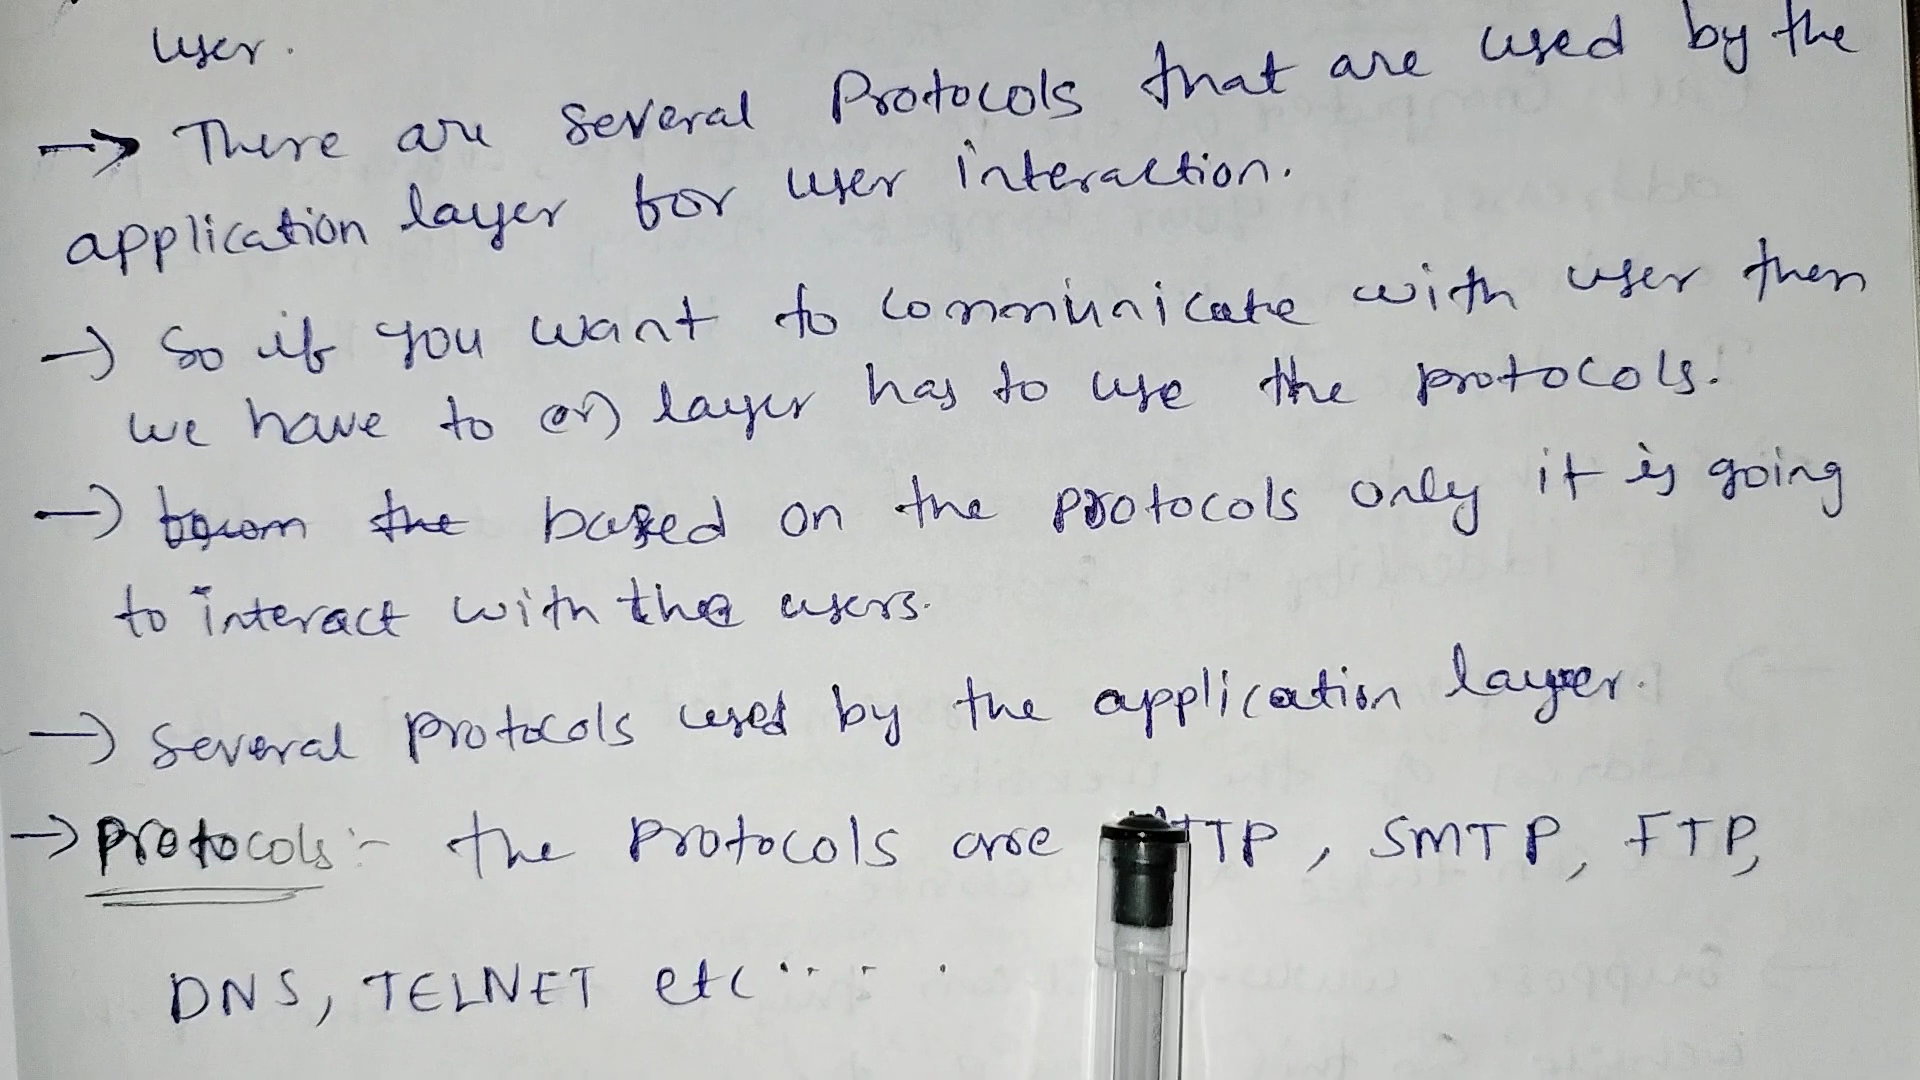 user.
→ There are several Protocols that are used by the
application layer for user interaction.
→ So if you want to communicate with user then
we have to or) layer has to use the protocols.
→ the based on the protocols only it is going
to interact with the users.
→ several protocols used by the application layer.
→ protocols:- the protocols are TTP, SMTP, FTP,
DNS, TELNET etc....